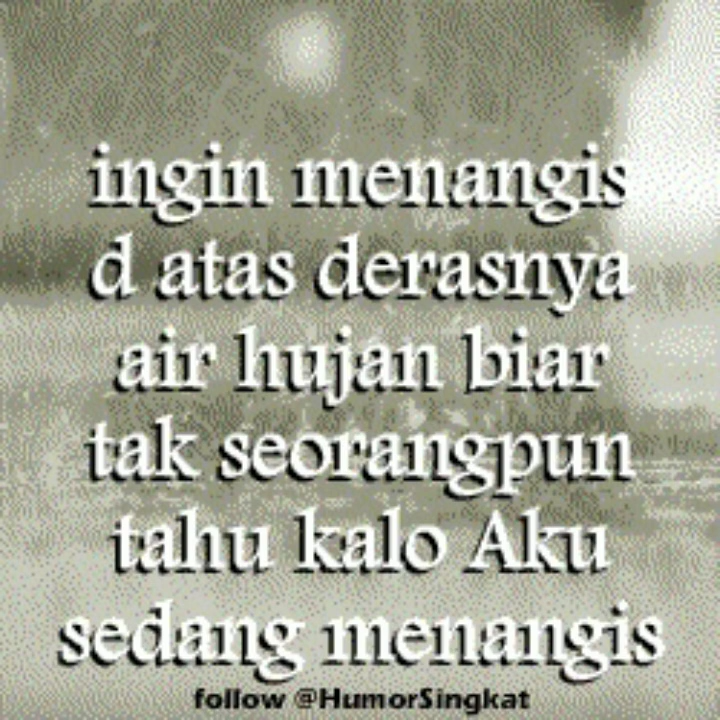 ingin menangis
d atas derasnya
air hujan biar
tak seorangpun
tahu kalo Aku
sedang menangis
follow @HumorSingkat